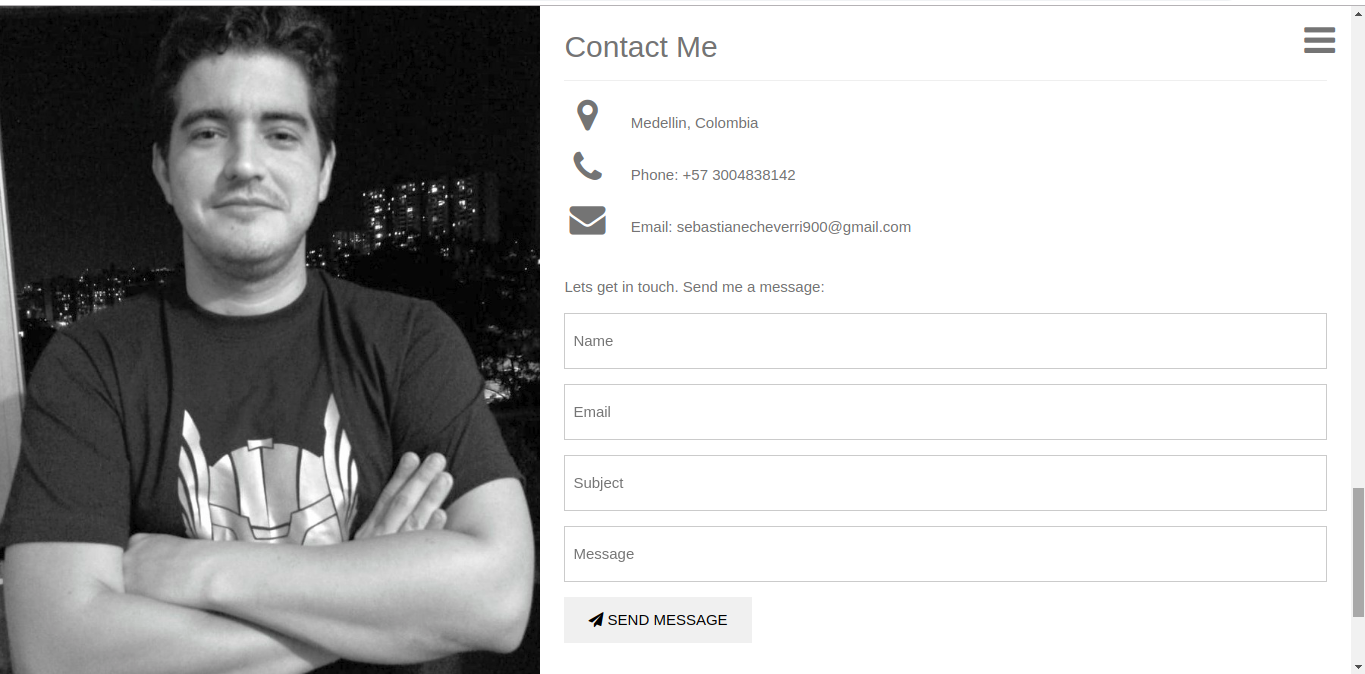 Contact Me
Medellin, Colombia
Phone: +57 3004838142
Email: sebastianecheverri900@gmail.com
Lets get in touch. Send me a message:
Name
Email
Subject
Message
SEND MESSAGE